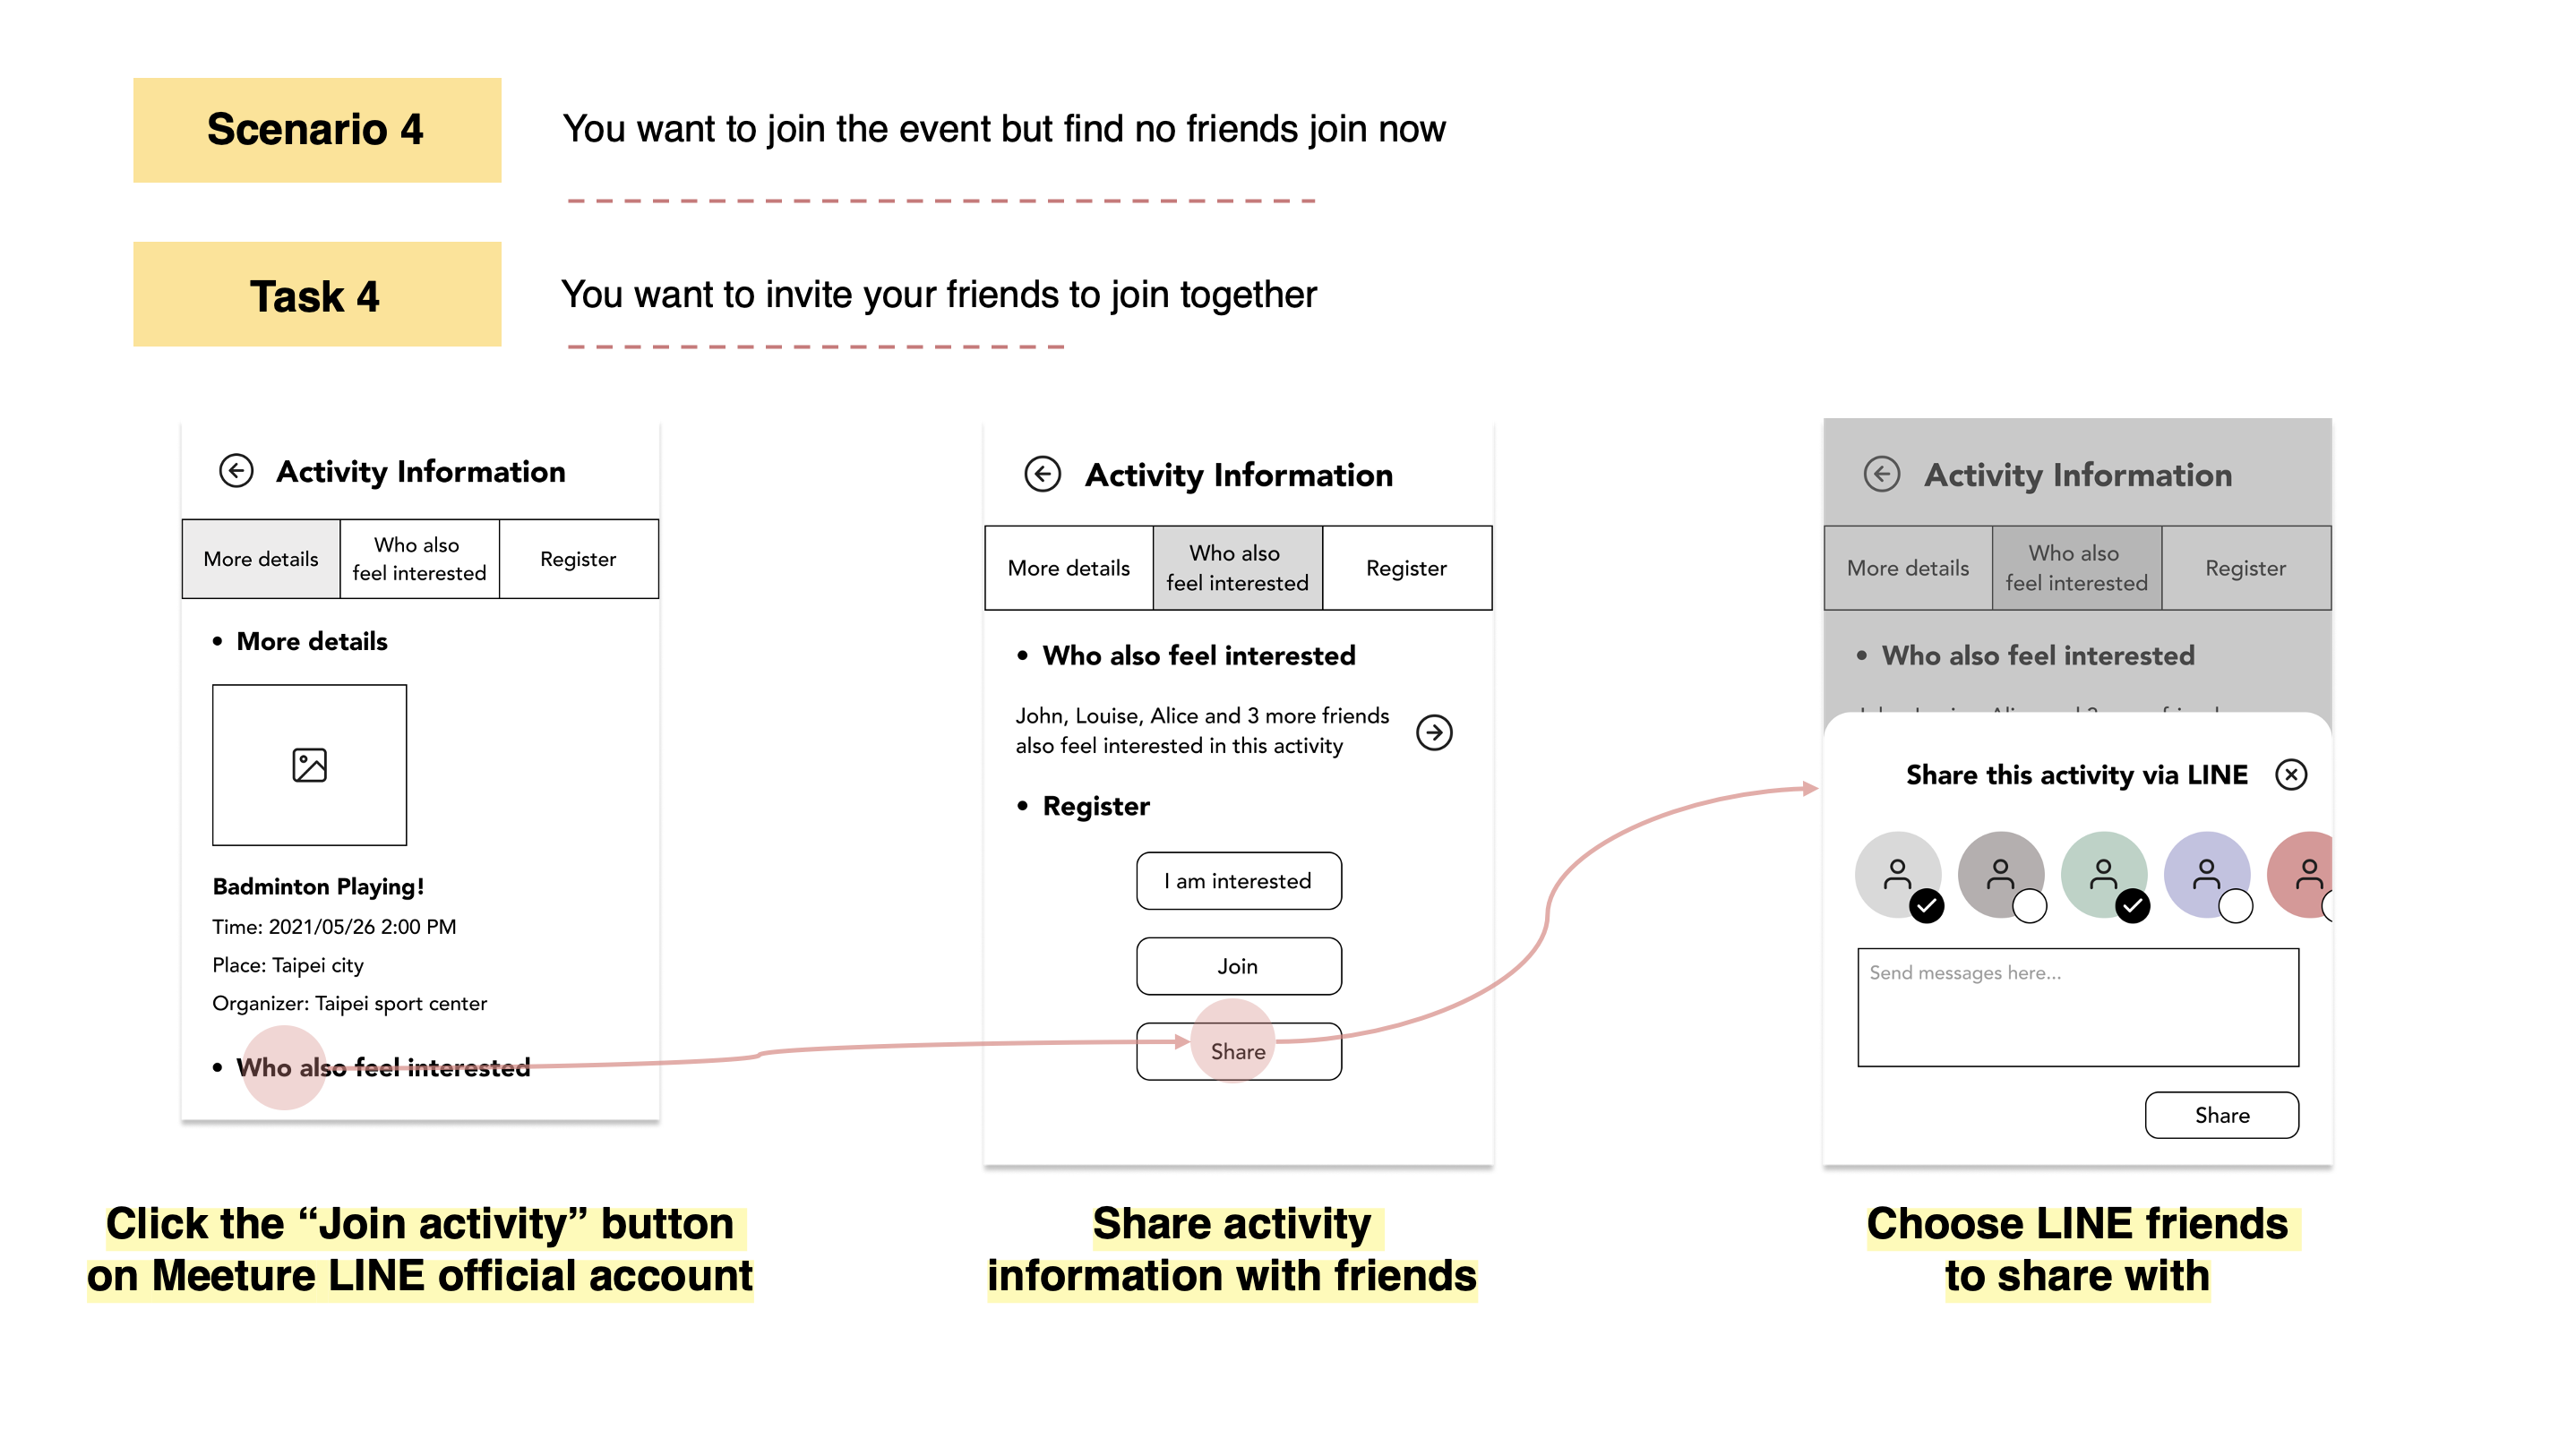 Scenario 4
You want to join the event but find no friends join now
Task 4
You want to invite your friends to join together
Activity Information
More details
Who also
feel interested
Register
• More details
Badminton Playing!
Time: 2021/05/26 2:00 PM
Place: Taipei city
Organizer: Taipei sport center
• Who also feel interested
Click the “Join activity” button
on Meeture LINE official account
Activity Information
More details
Who also
feel interested
Register
• Who also feel interested
John, Louise, Alice and 3 more friends
also feel interested in this activity
• Register
I am interested
Join
Share
Share activity
information with friends
Activity Information
More details
Who also
feel interested
Register
• Who also feel interested
Share this activity via LINE
Send messages here...
Share
Choose LINE friends
to share with